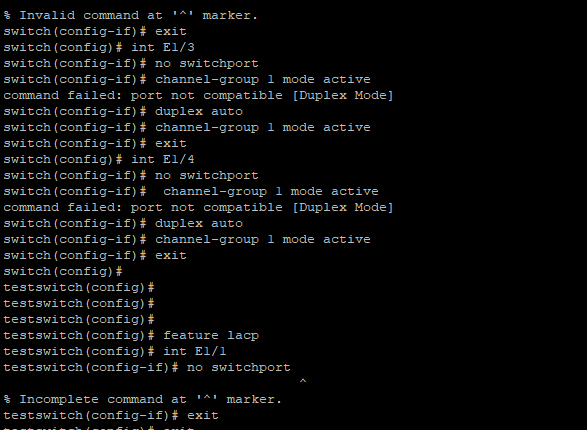 % Invalid command at '^' marker.
switch(config-if)# exit
switch(config)# int E1/3
switch(config-if)# no switchport
switch(config-if)# channel-group 1 mode active
command failed: port not compatible [Duplex Mode]
switch(config-if)# duplex auto
switch(config-if)# channel-group 1 mode active
switch(config-if)# exit
switch(config)# int E1/4
switch(config-if)# no switchport
switch(config-if)#  channel-group 1 mode active
command failed: port not compatible [Duplex Mode]
switch(config-if)# duplex auto
switch(config-if)# channel-group 1 mode active
switch(config-if)# exit
switch(config)#
testswitch(config)#
testswitch(config)#
testswitch(config)#
testswitch(config)# feature lacp
testswitch(config)# int E1/1
testswitch(config-if)# no switchport
^
% Incomplete command at '^' marker.
testswitch(config-if)# exit
testswitch(config)# exit